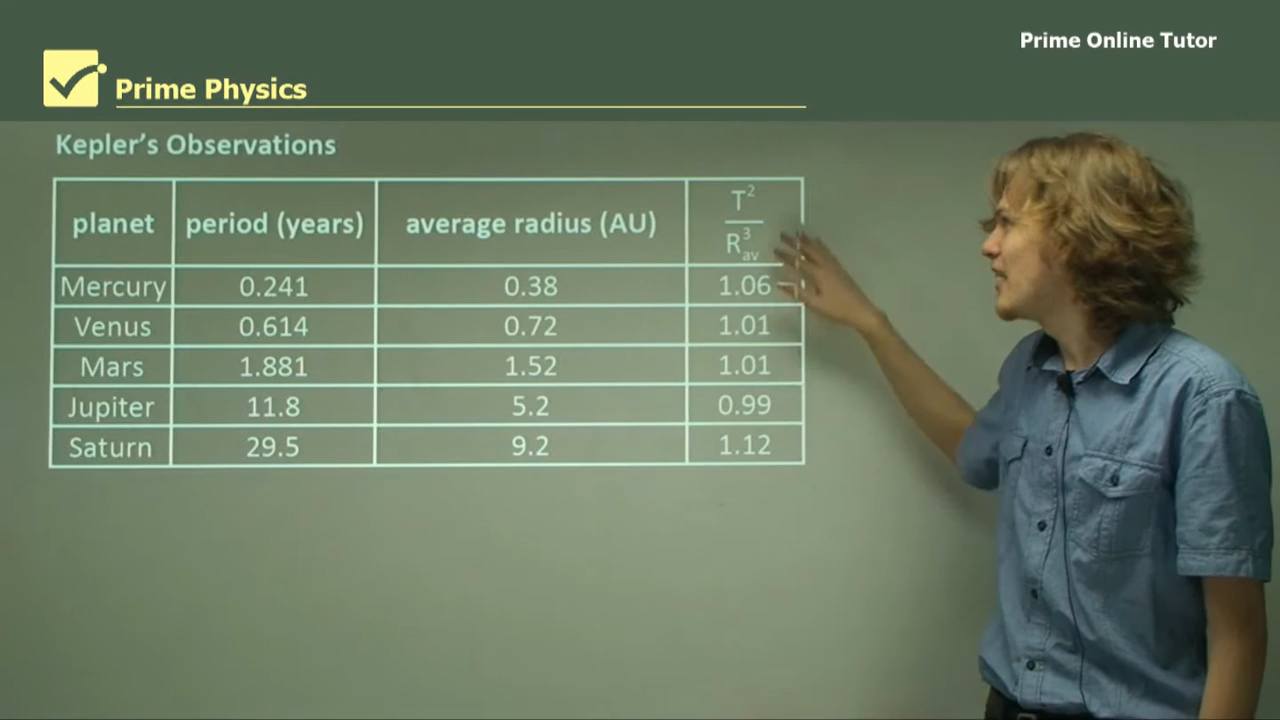 Prime Online Tutor
Prime Physics
Kepler's Observations
planet period (years) average radius (AU) T² / R³av
Mercury 0.241 0.38 1.06
Venus 0.614 0.72 1.01
Mars 1.881 1.52 1.01
Jupiter 11.8 5.2 0.99
Saturn 29.5 9.2 1.12